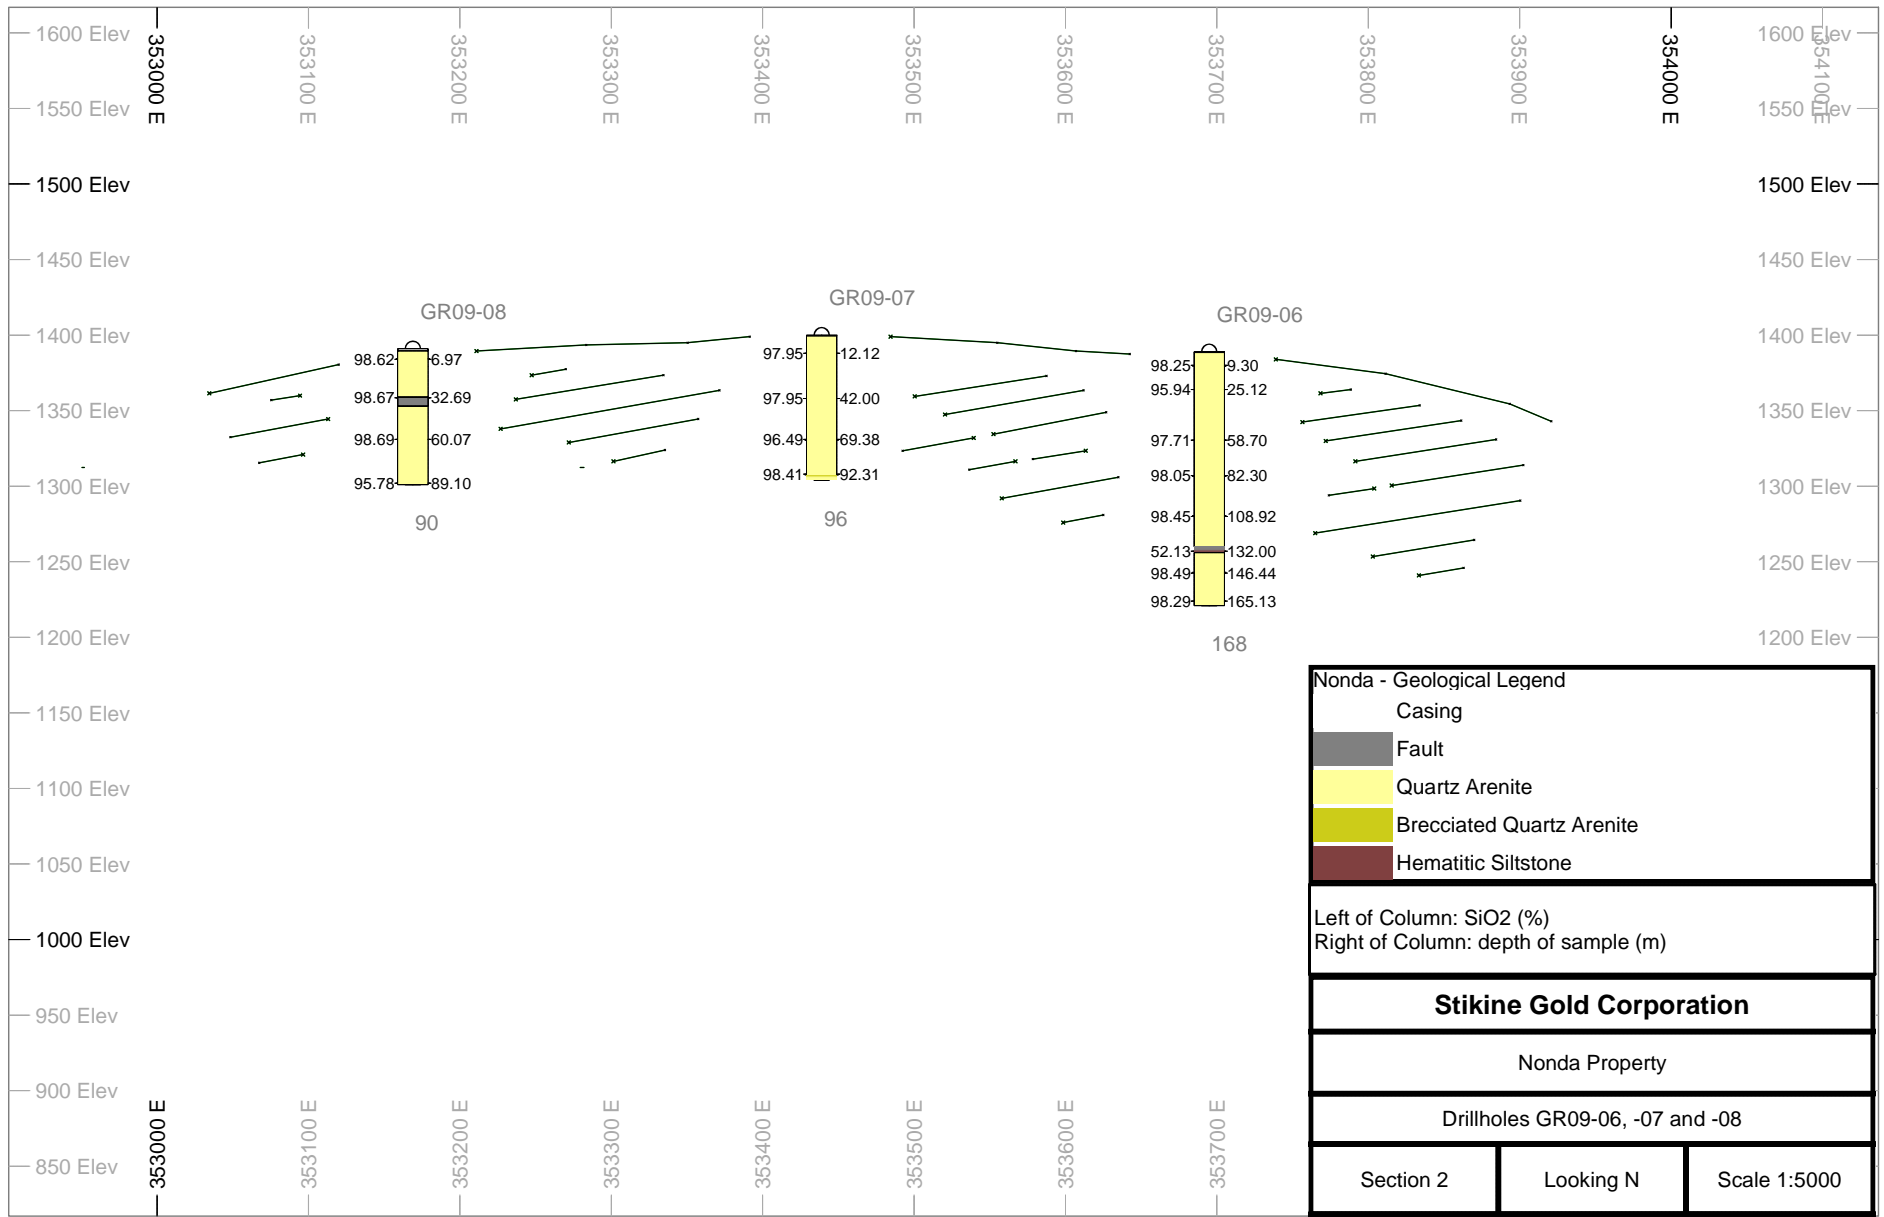 1600 Elev
1600 Elev
353000 E
353100 E
353200 E
353300 E
353400 E
353500 E
353600 E
353700 E
353800 E
353900 E
354000 E
354100 E
1550 Elev
1550 Elev
1500 Elev
1500 Elev
1450 Elev
1450 Elev
1400 Elev
1400 Elev
1350 Elev
1350 Elev
1300 Elev
1300 Elev
1250 Elev
1250 Elev
1200 Elev
1200 Elev
1150 Elev
1100 Elev
1050 Elev
1000 Elev
950 Elev
900 Elev
850 Elev
GR09-08
98.62 6.97
98.67 32.69
98.69 60.07
95.78 89.10
90
GR09-07
97.95 12.12
97.95 42.00
96.49 69.38
98.41 92.31
96
GR09-06
98.25 9.30
95.94 25.12
97.71 58.70
98.05 82.30
98.45 108.92
52.13 132.00
98.49 146.44
98.29 165.13
168
353000 E
353100 E
353200 E
353300 E
353400 E
353500 E
353600 E
353700 E
Nonda - Geological Legend
Casing
Fault
Quartz Arenite
Brecciated Quartz Arenite
Hematitic Siltstone
Left of Column: SiO2 (%)
Right of Column: depth of sample (m)
Stikine Gold Corporation
Nonda Property
Drillholes GR09-06, -07 and -08
Section 2
Looking N
Scale 1:5000